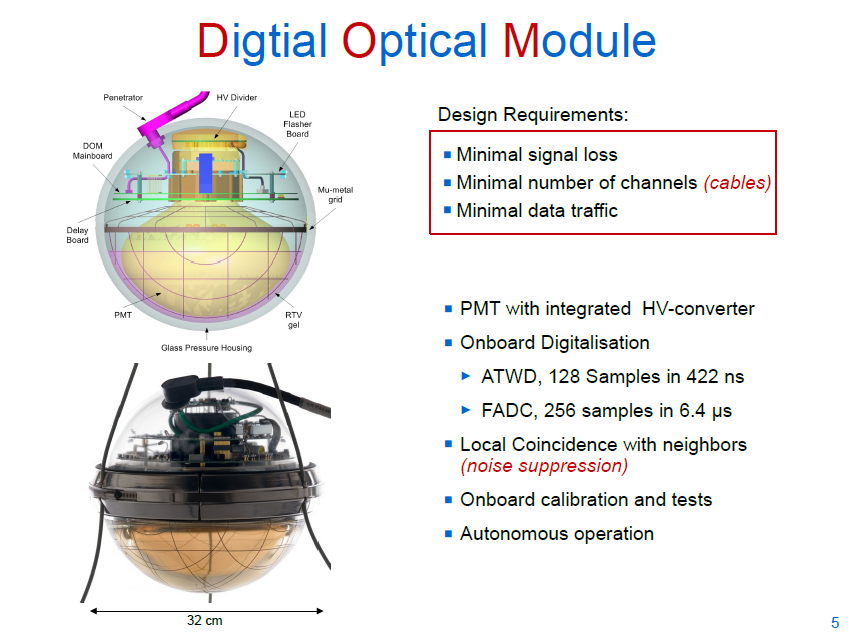 Digtial Optical Module
Penetrator
HV Divider
LED
Flasher
Board
DOM
Mainboard
Mu-metal
grid
Delay
Board
PMT
RTV
gel
Glass Pressure Housing
32 cm
Design Requirements:
Minimal signal loss
Minimal number of channels (cables)
Minimal data traffic
PMT with integrated HV-converter
Onboard Digitalisation
ATWD, 128 Samples in 422 ns
FADC, 256 samples in 6.4 µs
Local Coincidence with neighbors
(noise suppression)
Onboard calibration and tests
Autonomous operation
5